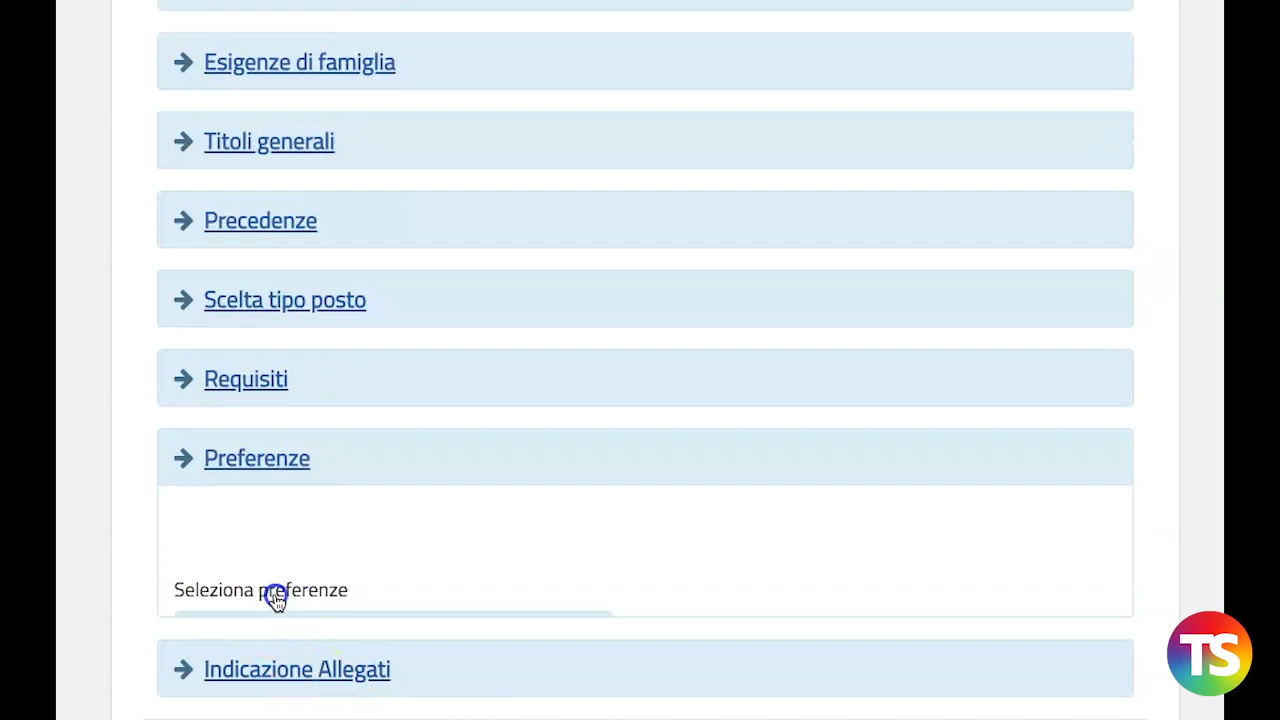 Esigenze di famiglia
Titoli generali
Precedenze
Scelta tipo posto
Requisiti
Preferenze
Seleziona preferenze
Indicazione Allegati
TS